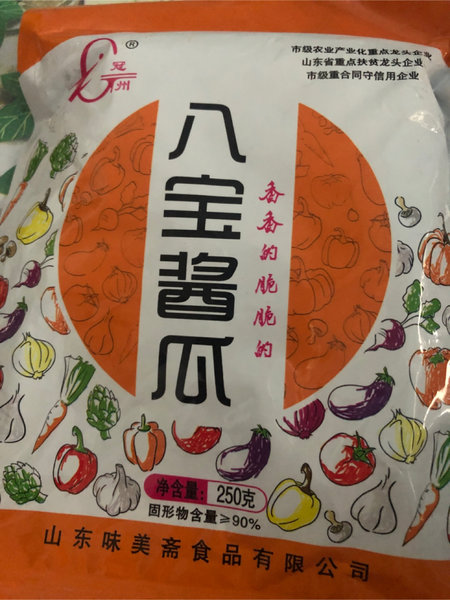 冠州®
市级农业产业化重点龙头企业
山东省重点扶贫龙头企业
市级重合同守信用企业
八宝酱瓜
香香的脆脆的
净含量: 250克
固形物含量≥90%
山东味美斋食品有限公司